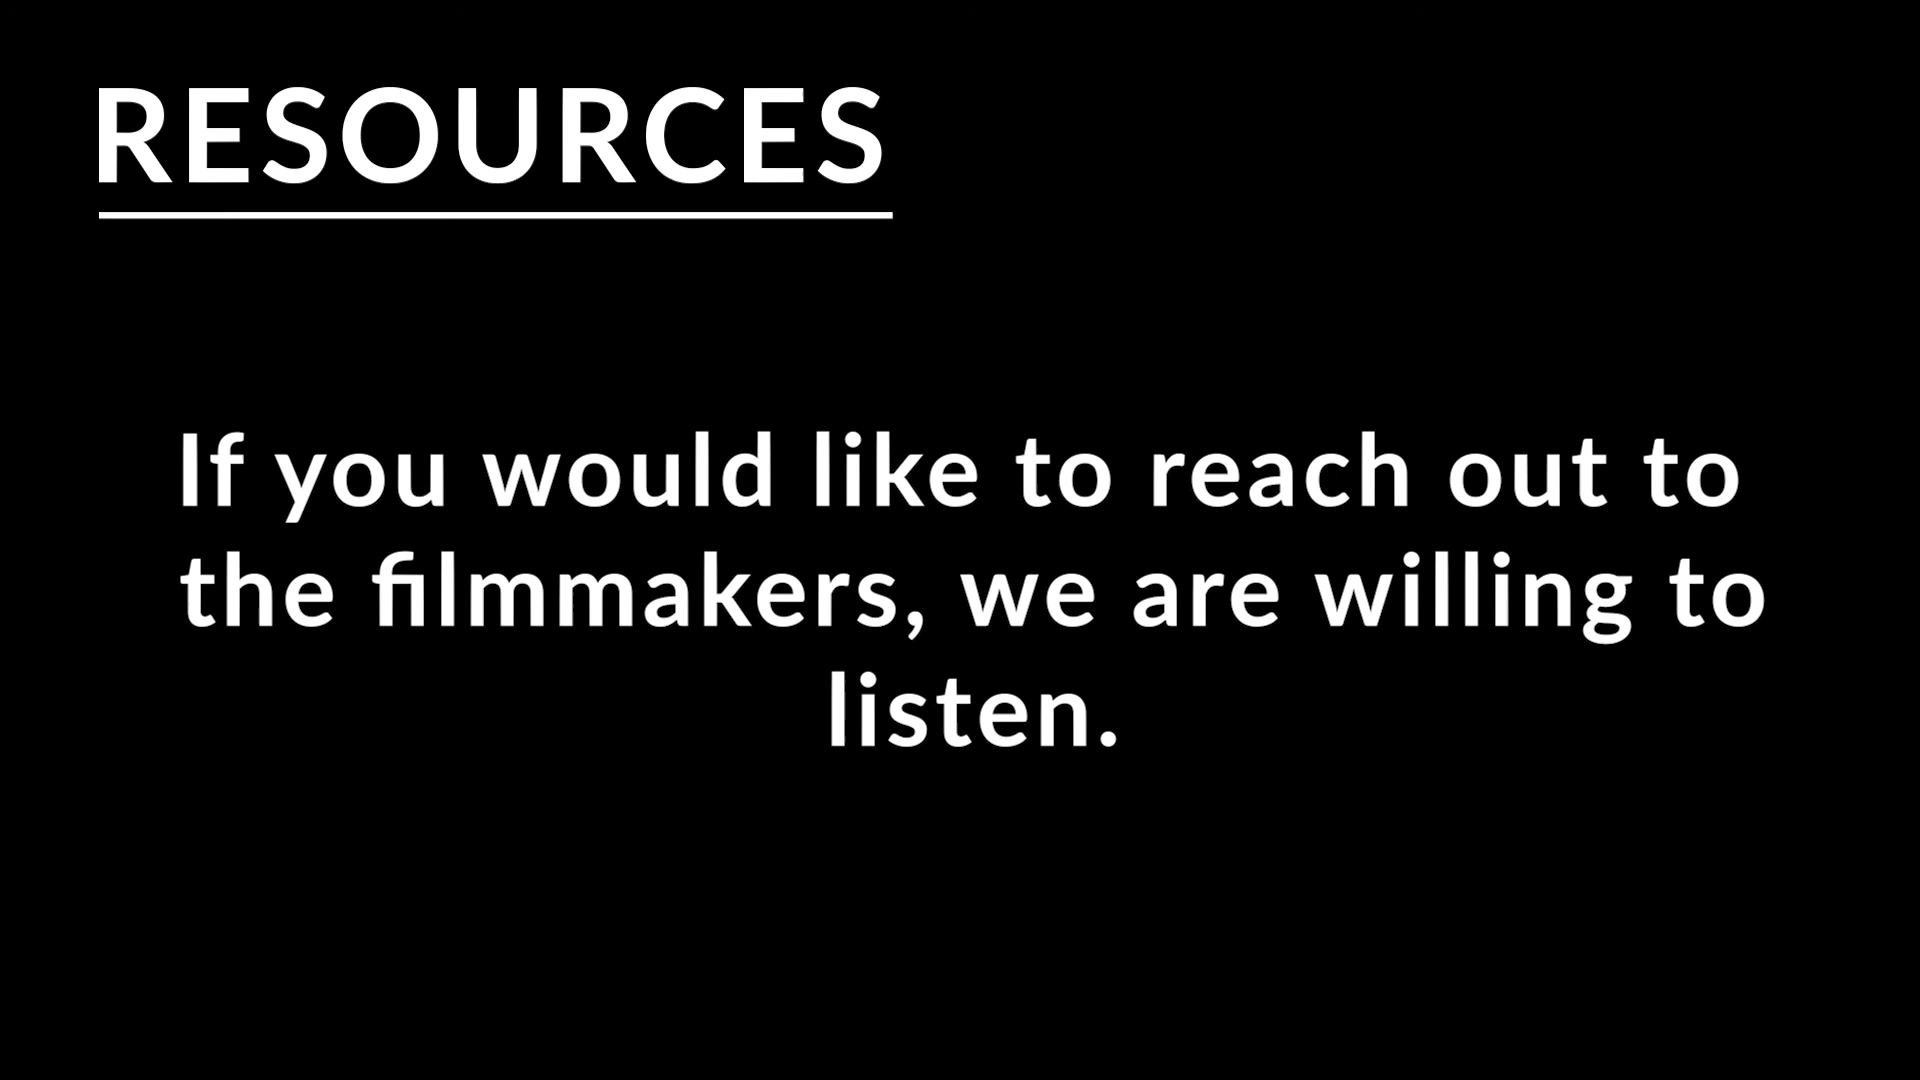 RESOURCES
If you would like to reach out to
the filmmakers, we are willing to
listen.